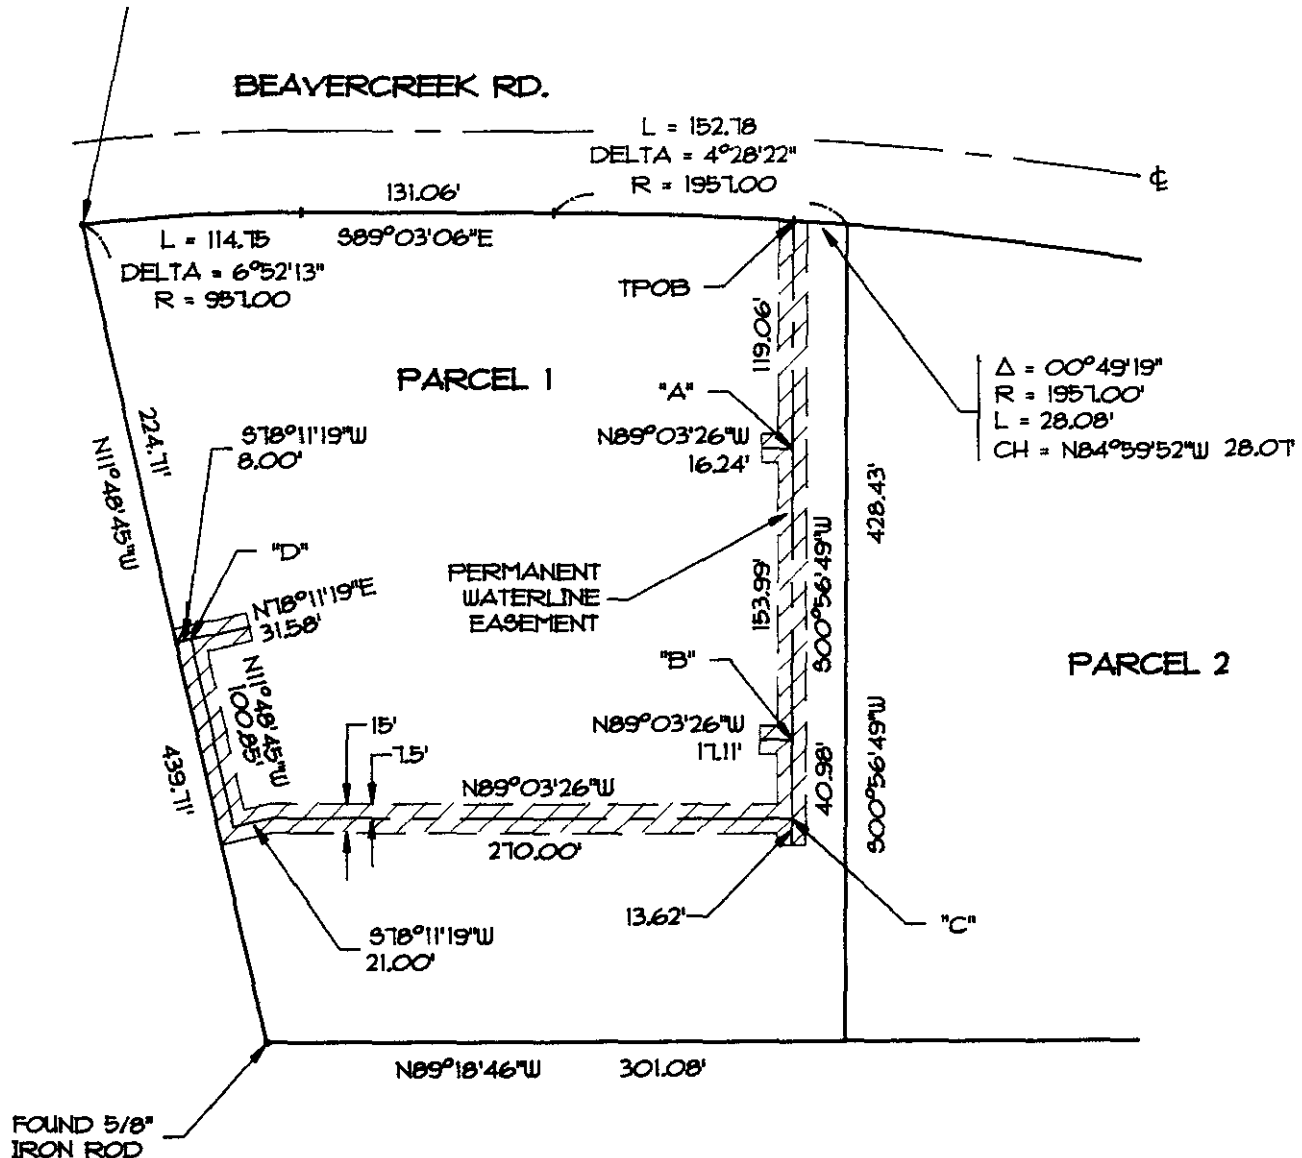 BEAVERCREEK RD.
L = 152.78
DELTA = 4°28'22"
R = 1957.00
℄
131.06'
S89°03'06"E
L = 114.75
DELTA = 6°52'13"
R = 957.00
TPOB
119.06'
Δ = 00°49'19"
R = 1957.00'
L = 28.08'
CH = N84°59'52"W 28.07'
PARCEL 1
"A"
N89°03'26"W
16.24'
224.71'
N11°48'45"W
S78°11'19"W
8.00'
428.43'
"D"
PERMANENT
WATERLINE
EASEMENT
153.99'
S00°56'49"W
N78°11'19"E
31.58'
"B"
PARCEL 2
N11°48'45"W
100.85'
15'
7.5'
N89°03'26"W
17.11'
439.71'
N89°03'26"W
40.98'
S00°56'49"W
270.00'
13.62'
"C"
S78°11'19"W
21.00'
N89°18'46"W 301.08'
FOUND 5/8"
IRON ROD